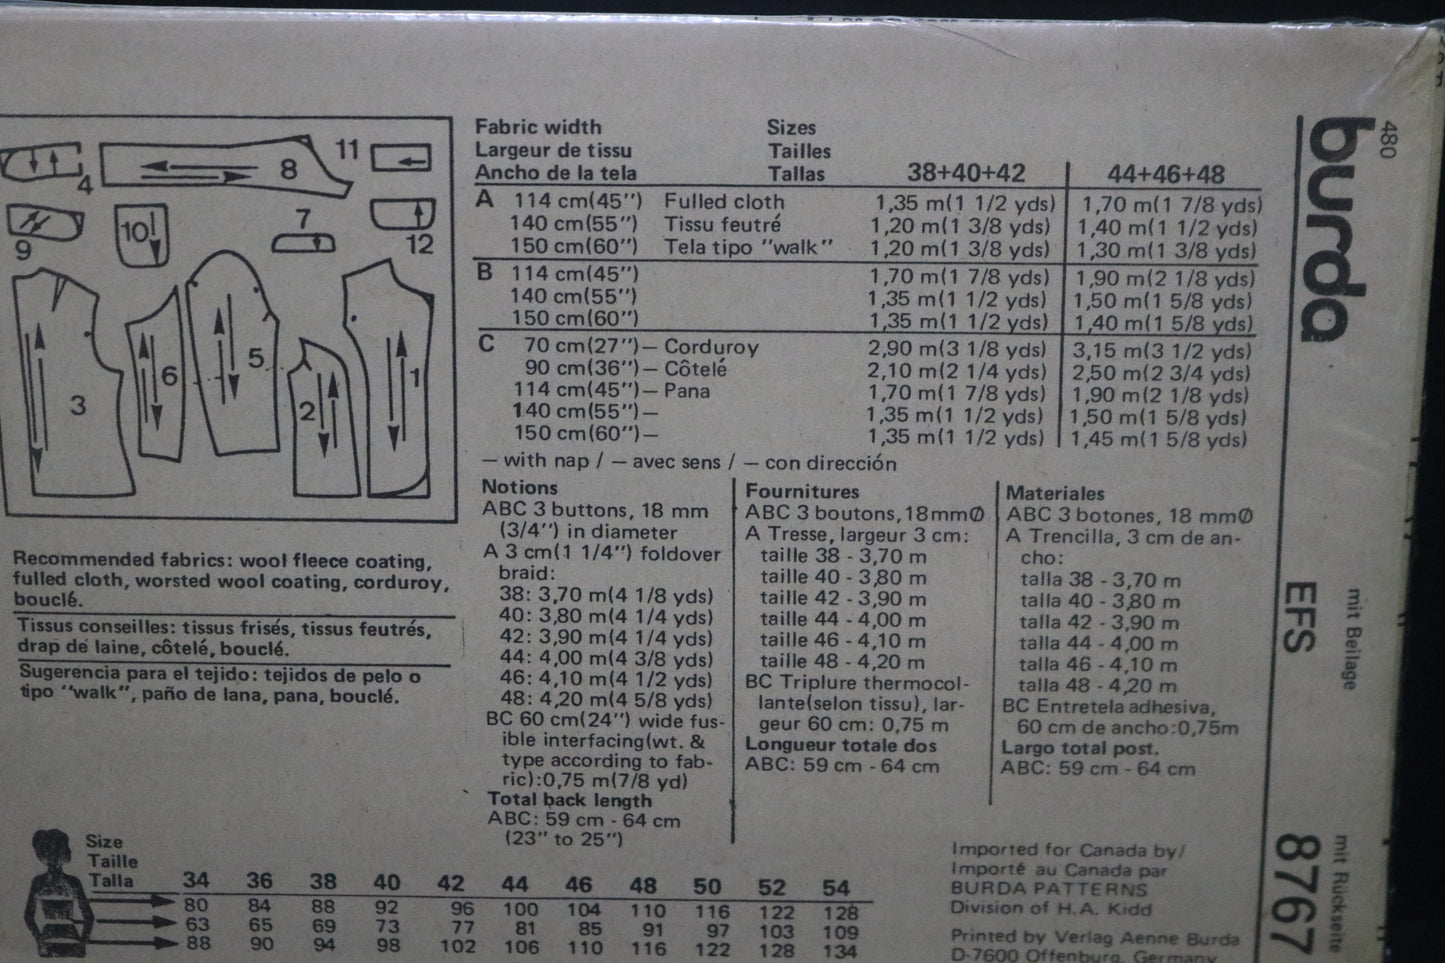 Fabric width Sizes
Largeur de tissu Tailles
Ancho de la tela Tallas 38+40+42 44+46+48
A 114 cm(45’’) Fulled cloth 1,35 m(1 1/2 yds) 1,70 m(1 7/8 yds)
140 cm(55’’) Tissu feutré 1,20 m(1 3/8 yds) 1,40 m(1 1/2 yds)
150 cm(60’’) Tela tipo ’’walk’’ 1,20 m(1 3/8 yds) 1,30 m(1 3/8 yds)
B 114 cm(45’’) 1,70 m(1 7/8 yds) 1,90 m(2 1/8 yds)
140 cm(55’’) 1,35 m(1 1/2 yds) 1,50 m(1 5/8 yds)
150 cm(60’’) 1,35 m(1 1/2 yds) 1,40 m(1 5/8 yds)
C 70 cm(27’’)— Corduroy 2,90 m(3 1/8 yds) 3,15 m(3 1/2 yds)
90 cm(36’’)— Côtelé 2,10 m(2 1/4 yds) 2,50 m(2 3/4 yds)
114 cm(45’’)— Pana 1,70 m(1 7/8 yds) 1,90 m(2 1/8 yds)
140 cm(55’’)— 1,35 m(1 1/2 yds) 1,50 m(1 5/8 yds)
150 cm(60’’)— 1,35 m(1 1/2 yds) 1,45 m(1 5/8 yds)
— with nap / — avec sens / — con dirección
4
8
11
9
10
7
12
3
6
5
2
1
Recommended fabrics: wool fleece coating,
fulled cloth, worsted wool coating, corduroy,
bouclé.
Tissus conseilles: tissus frisés, tissus feutrés,
drap de laine, côtelé, bouclé.
Sugerencia para el tejido: tejidos de pelo o
tipo ’’walk’’, paño de lana, pana, bouclé.
Notions
ABC 3 buttons, 18 mm
(3/4’’) in diameter
A 3 cm(1 1/4’’) foldover
braid:
38: 3,70 m(4 1/8 yds)
40: 3,80 m(4 1/4 yds)
42: 3,90 m(4 1/4 yds)
44: 4,00 m(4 3/8 yds)
46: 4,10 m(4 1/2 yds)
48: 4,20 m(4 5/8 yds)
BC 60 cm(24’’) wide fus-
ible interfacing(wt. &
type according to fab-
ric):0,75 m(7/8 yd)
Total back length
ABC: 59 cm - 64 cm
(23’’ to 25’’)
Fournitures
ABC 3 boutons, 18mmØ
A Tresse, largeur 3 cm:
taille 38 - 3,70 m
taille 40 - 3,80 m
taille 42 - 3,90 m
taille 44 - 4,00 m
taille 46 - 4,10 m
taille 48 - 4,20 m
BC Triplure thermocol-
lante(selon tissu), lar-
geur 60 cm: 0,75 m
Longueur totale dos
ABC: 59 cm - 64 cm
Materiales
ABC 3 botones, 18 mmØ
A Trencilla, 3 cm de an-
cho:
talla 38 - 3,70 m
talla 40 - 3,80 m
talla 42 - 3,90 m
talla 44 - 4,00 m
talla 46 - 4,10 m
talla 48 - 4,20 m
BC Entretela adhesiva,
60 cm de ancho:0,75m
Largo total post.
ABC: 59 cm - 64 cm
Size
Taille
Talla 34 36 38 40 42 44 46 48 50 52 54
80 84 88 92 96 100 104 110 116 122 128
63 65 69 73 77 81 85 91 97 103 109
88 90 94 98 102 106 110 116 122 128 134
Imported for Canada by/
Importé au Canada par
BURDA PATTERNS
Division of H.A. Kidd
Printed by Verlag Aenne Burda
D-7600 Offenburg, Germany
480
burda
EFS
mit Beilage
8767
mit Rückseite